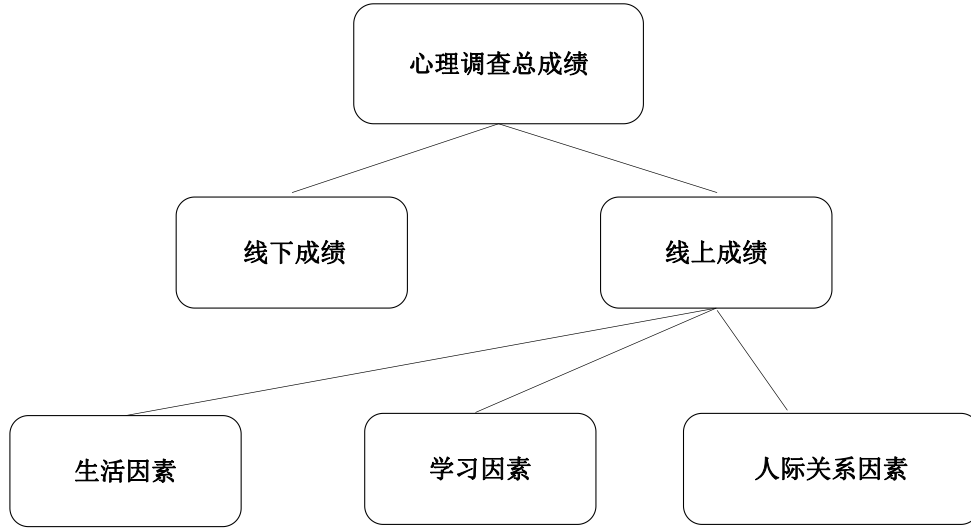 心理调查总成绩
线下成绩
线上成绩
生活因素
学习因素
人际关系因素